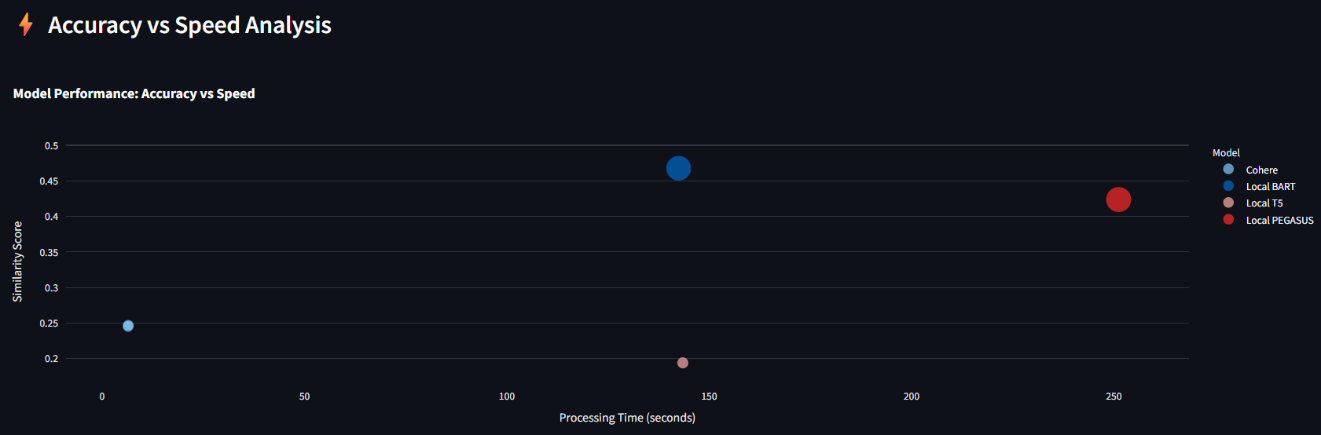 Accuracy vs Speed Analysis
Model Performance: Accuracy vs Speed
0.5
0.45
0.4
0.35
0.3
0.25
0.2
Similarity Score
0
50
100
150
200
250
Processing Time (seconds)
Model
Cohere
Local BART
Local T5
Local PEGASUS